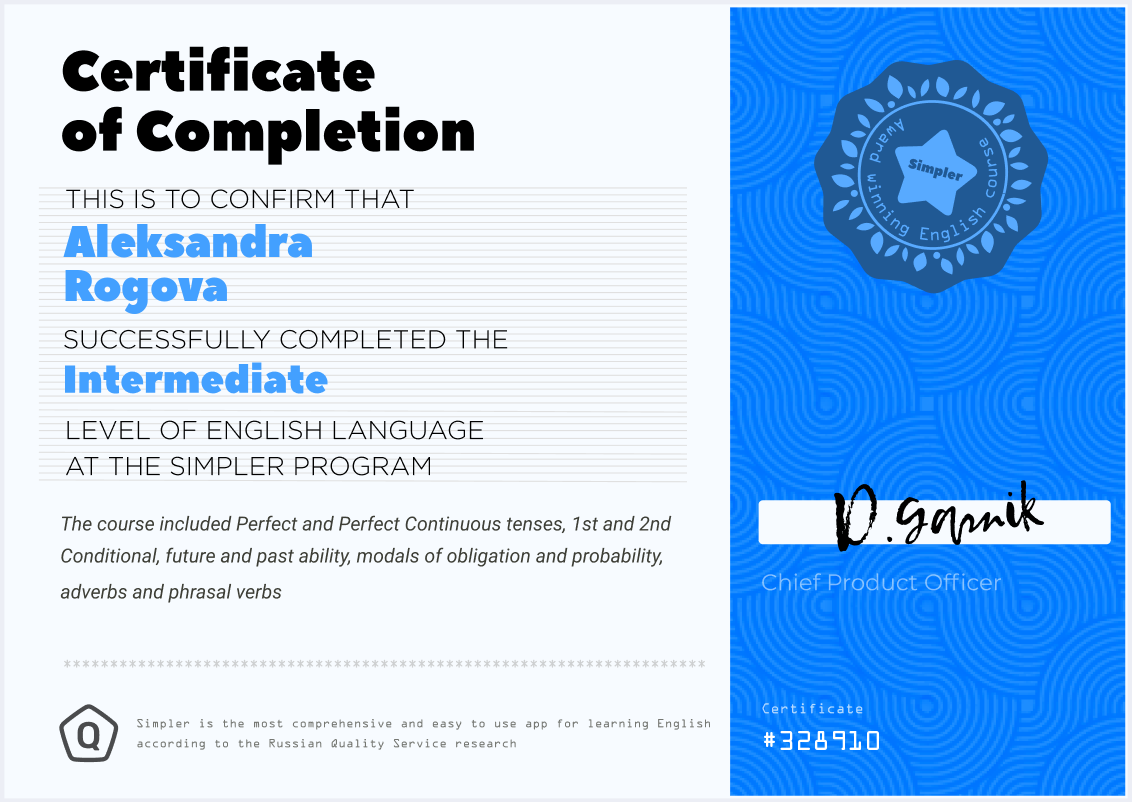 Certificate
of Completion
THIS IS TO CONFIRM THAT
Aleksandra
Rogova
SUCCESSFULLY COMPLETED THE
Intermediate
LEVEL OF ENGLISH LANGUAGE
AT THE SIMPLER PROGRAM
The course included Perfect and Perfect Continuous tenses, 1st and 2nd
Conditional, future and past ability, modals of obligation and probability,
adverbs and phrasal verbs
Q
Simpler is the most comprehensive and easy to use app for learning English
according to the Russian Quality Service research
Award winning English course
Simpler
D. Garnik
Chief Product Officer
Certificate
#328910